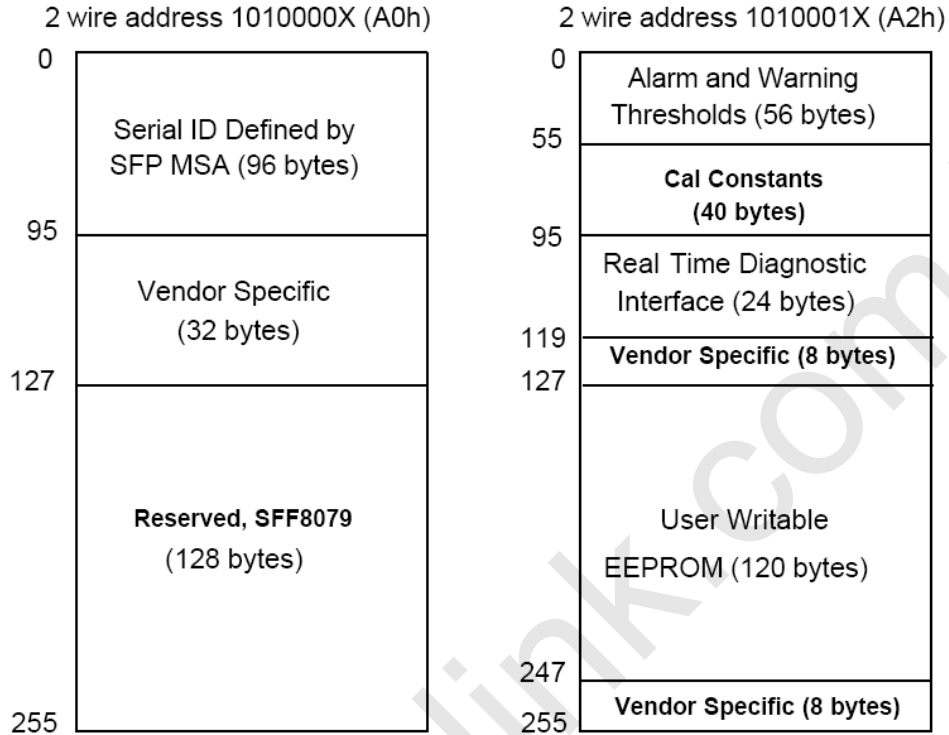 2 wire address 1010000X (A0h)
0
Serial ID Defined by
SFP MSA (96 bytes)
95
Vendor Specific
(32 bytes)
127
Reserved, SFF8079
(128 bytes)
255
2 wire address 1010001X (A2h)
0
Alarm and Warning
Thresholds (56 bytes)
55
Cal Constants
(40 bytes)
95
Real Time Diagnostic
Interface (24 bytes)
119
Vendor Specific (8 bytes)
127
User Writable
EEPROM (120 bytes)
247
Vendor Specific (8 bytes)
255
link.com